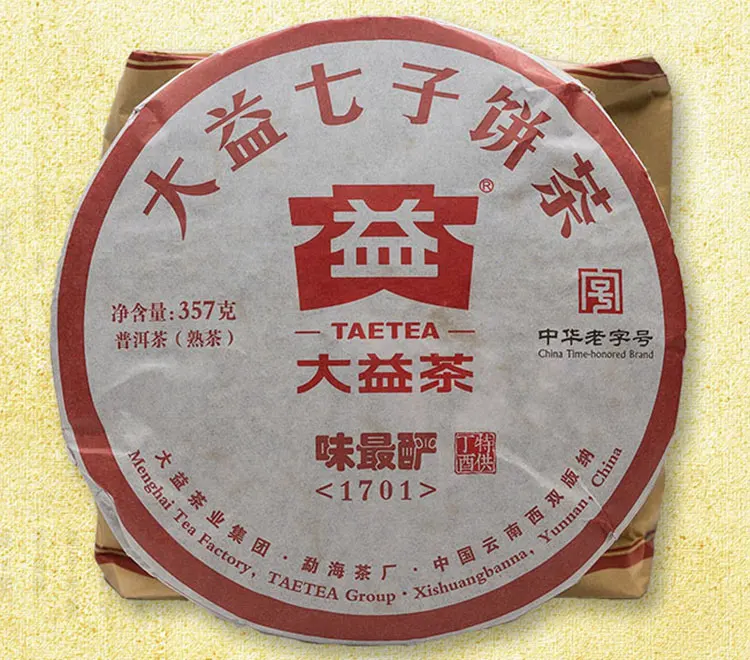 大益七子饼茶
益
®
TAETEA
大益茶
净含量: 357克
普洱茶（熟茶）
字号
中华老字号
China Time-honored Brand
味最酽
<1701>
丁酉
特供
大益茶业集团·勐海茶厂·中国云南西双版纳
Menghai Tea Factory, TAETEA Group · Xishuangbanna, Yunnan, China